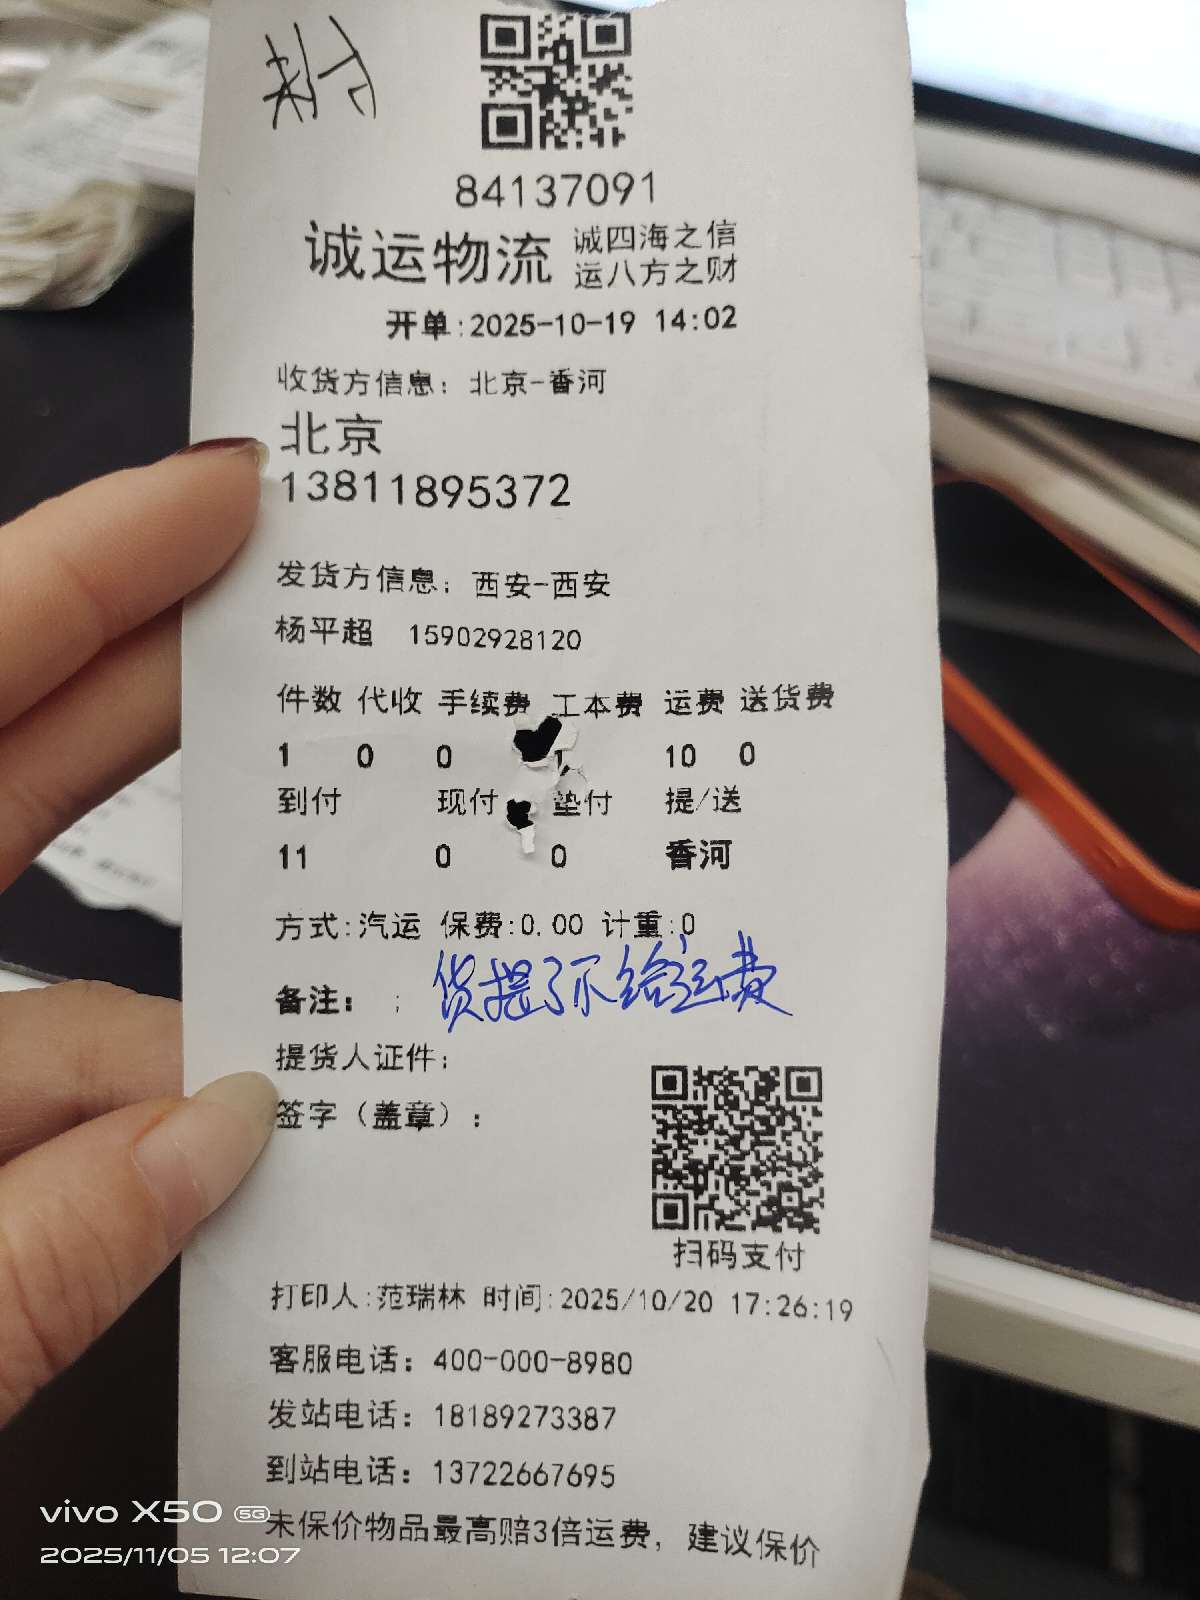 84137091
诚运物流 诚四海之信
运八方之财
开单:2025-10-19 14:02
收货方信息: 北京-香河
北京
13811895372
发货方信息: 西安-西安
杨平超 15902928120
件数 代收 手续费 工本费 运费 送货费
1 0 0 1 10 0
到付 现付 垫付 提/送
11 0 0 香河
方式:汽运 保费:0.00 计重:0
备注: ; 货提了不给运费
提货人证件:
签字（盖章）:
扫码支付
打印人:范瑞林 时间:2025/10/20 17:26:19
客服电话: 400-000-8980
发站电话: 18189273387
到站电话: 13722667695
未保价物品最高赔3倍运费, 建议保价
vivo X50 5G
2025/11/05 12:07